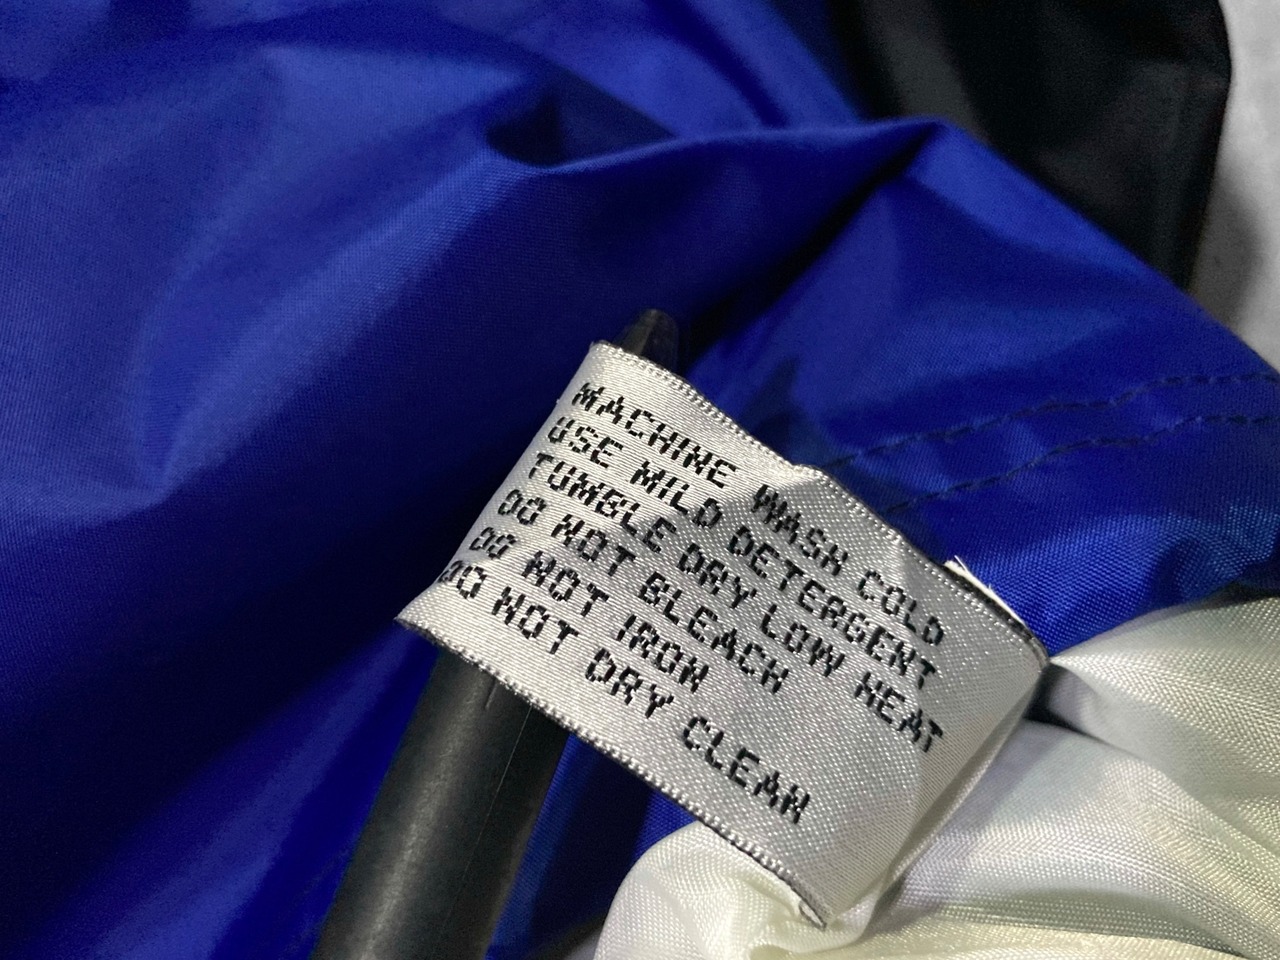 MACHINE WASH COLD
USE MILD DETERGENT
TUMBLE DRY LOW HEAT
DO NOT BLEACH
DO NOT IRON
DO NOT DRY CLEAN